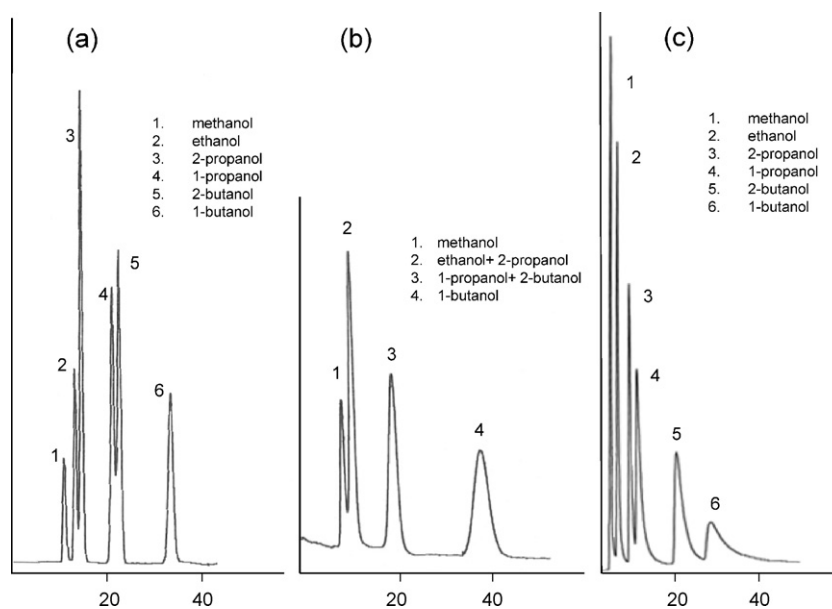 (a)
3
1. methanol
2. ethanol
3. 2-propanol
4. 1-propanol
5. 2-butanol
6. 1-butanol
5
4
2
6
1
20 40
(b)
2
1. methanol
2. ethanol+ 2-propanol
3. 1-propanol+ 2-butanol
4. 1-butanol
3
1
4
20 40
(c)
1
1. methanol
2. ethanol
3. 2-propanol
4. 1-propanol
5. 2-butanol
6. 1-butanol
2
3
4
5
6
20 40